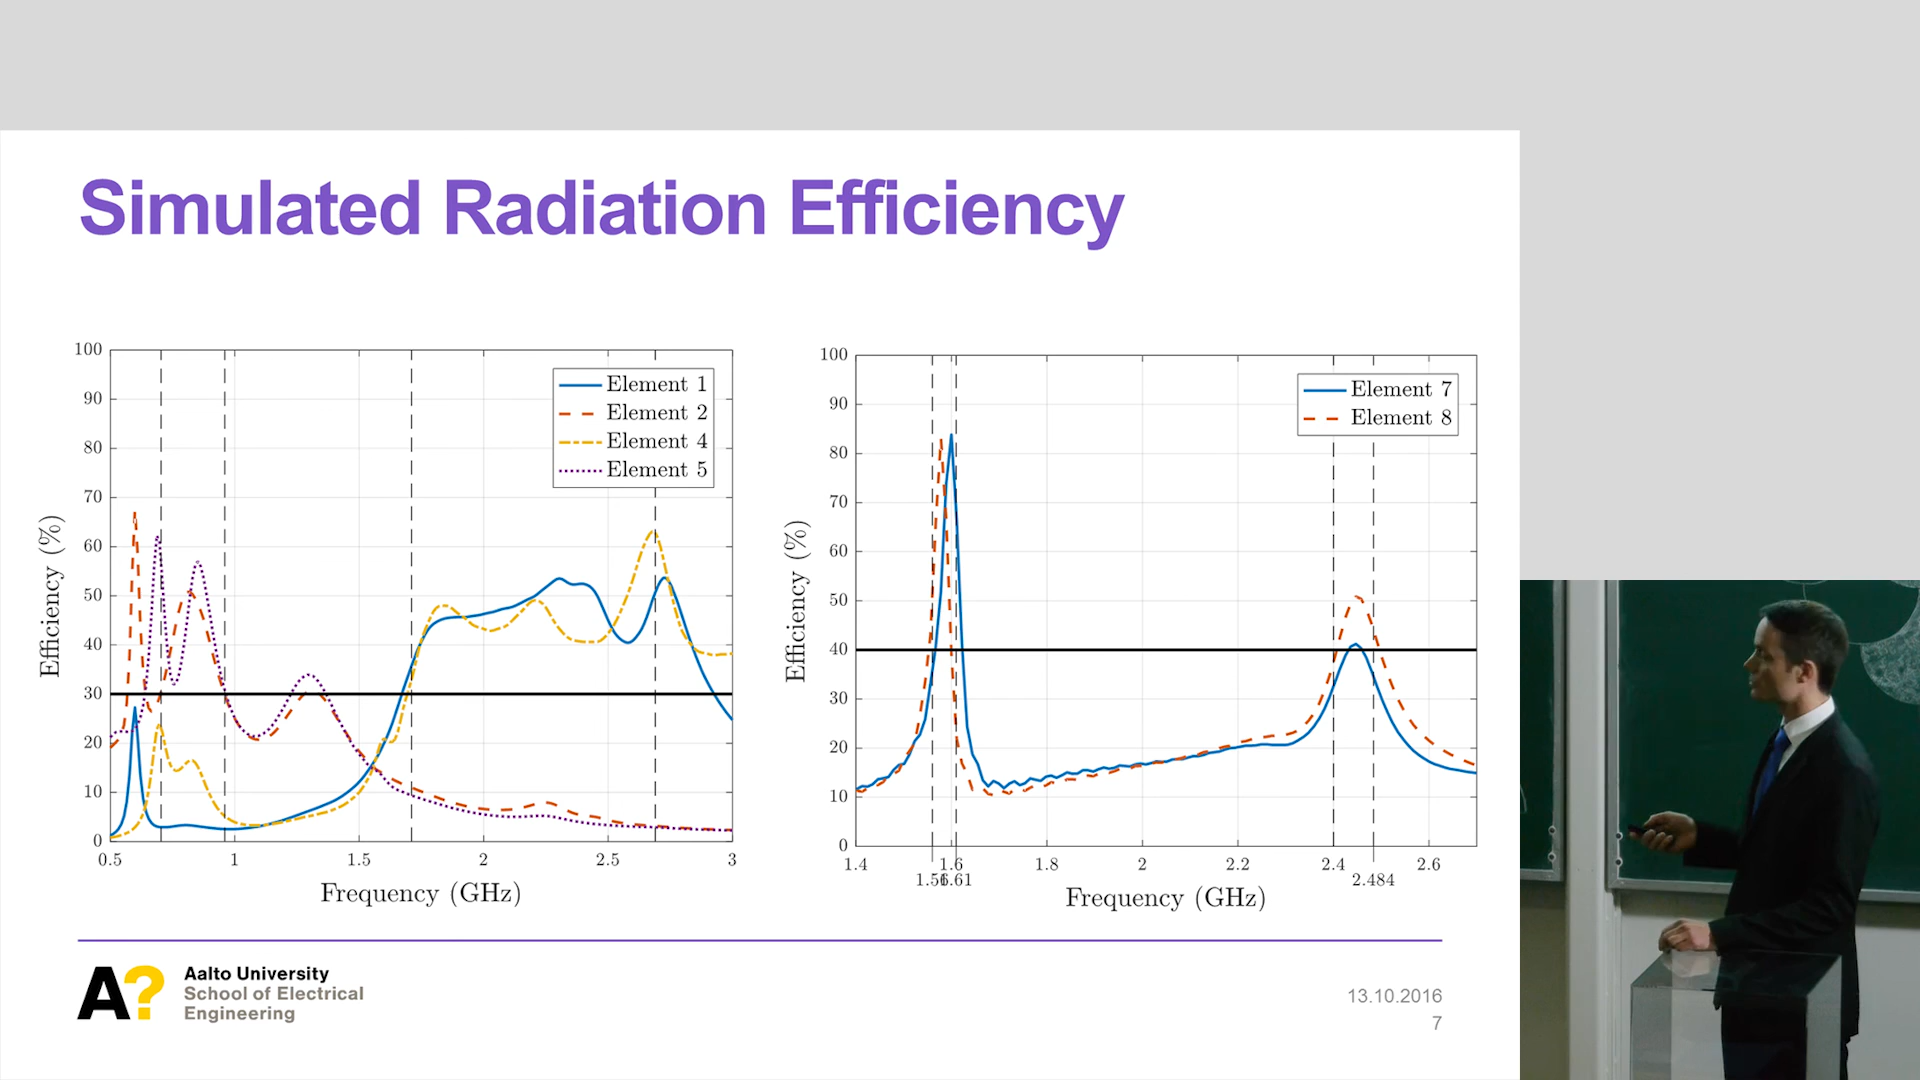 Simulated Radiation Efficiency
100
90
80
70
60
50
40
30
20
10
0
Efficiency (%)
Element 1
Element 2
Element 4
Element 5
0.5 1 1.5 2 2.5 3
Frequency (GHz)
100
90
80
70
60
50
40
30
20
10
0
Efficiency (%)
Element 7
Element 8
1.4 1.6 1.8 2 2.2 2.4 2.6
1.56 1.61 2.484
Frequency (GHz)
A?
Aalto University
School of Electrical
Engineering
13.10.2016
7